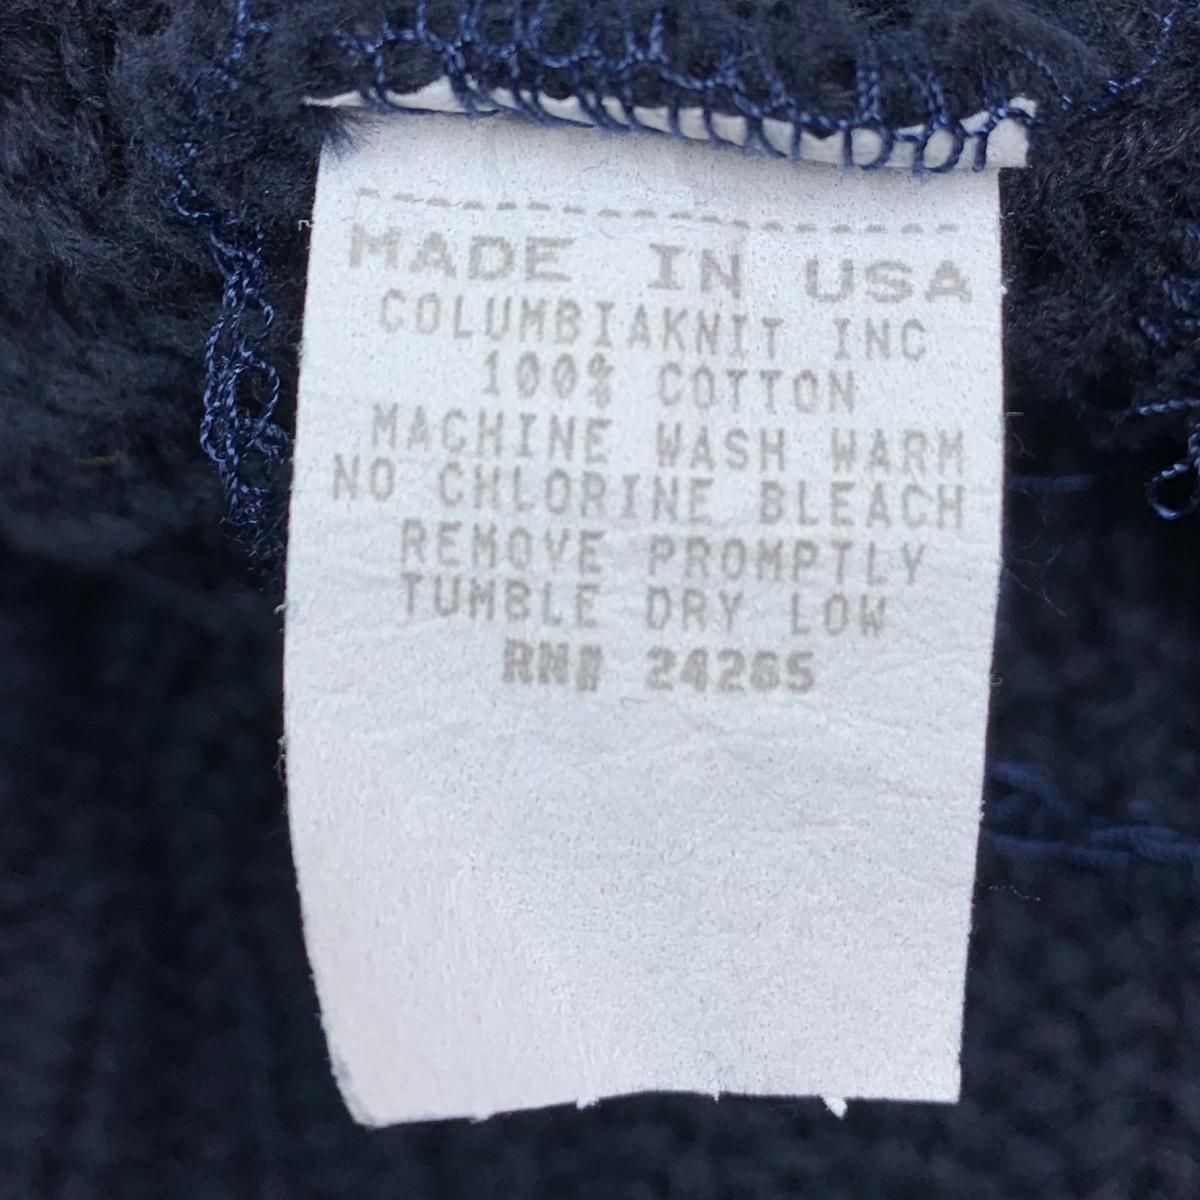 MADE IN USA
COLUMBIAKNIT INC
100% COTTON
MACHINE WASH WARM
NO CHLORINE BLEACH
REMOVE PROMPTLY
TUMBLE DRY LOW
RN# 24285